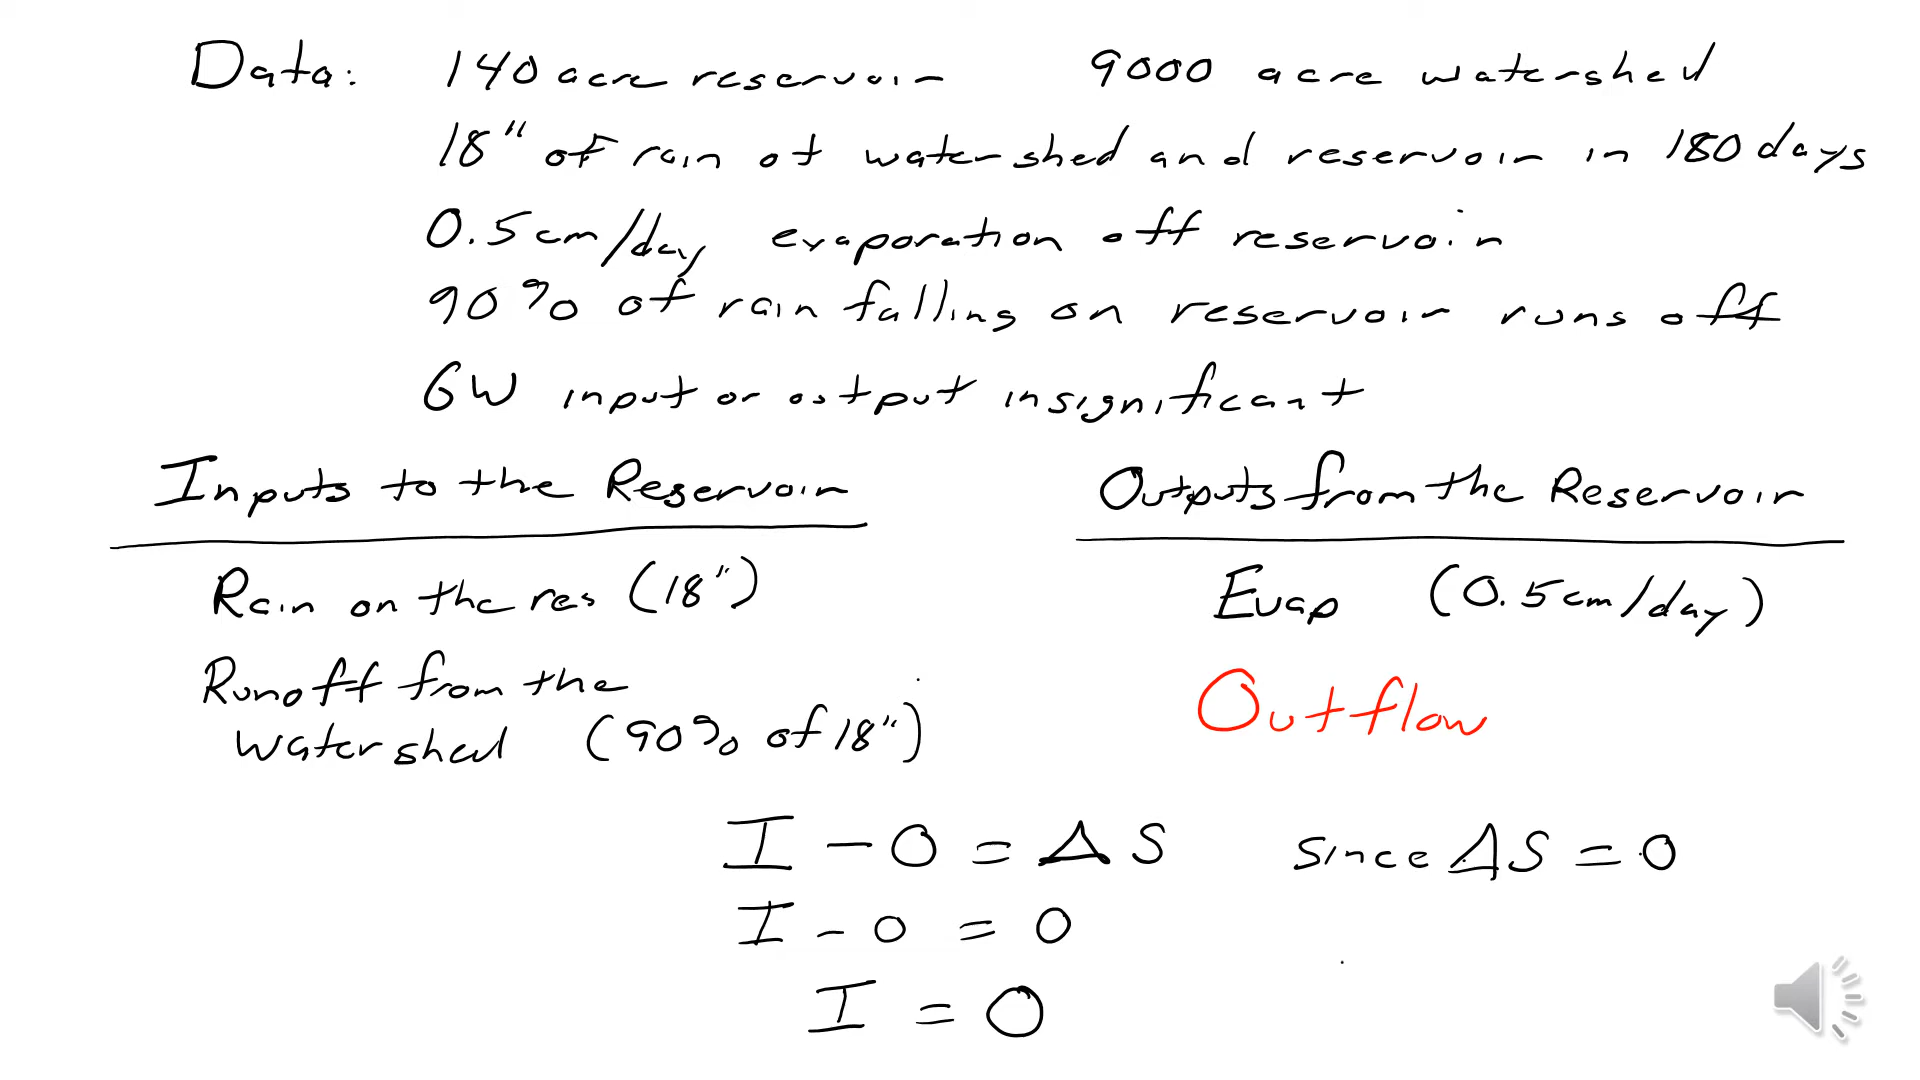 Data: 140 acre reservoir 9000 acre watershed
18" of rain ot watershed and reservoir in 180 days
0.5 cm/day evaporation off reservoir
90% of rain falling on reservoir runs off
GW input or output insignificant
Inputs to the Reservoir
Rain on the res (18")
Runoff from the
watershed (90% of 18")
Outputs from the Reservoir
Evap (0.5 cm/day)
Outflow
I - O = ΔS since ΔS = 0
I - O = 0
I = O